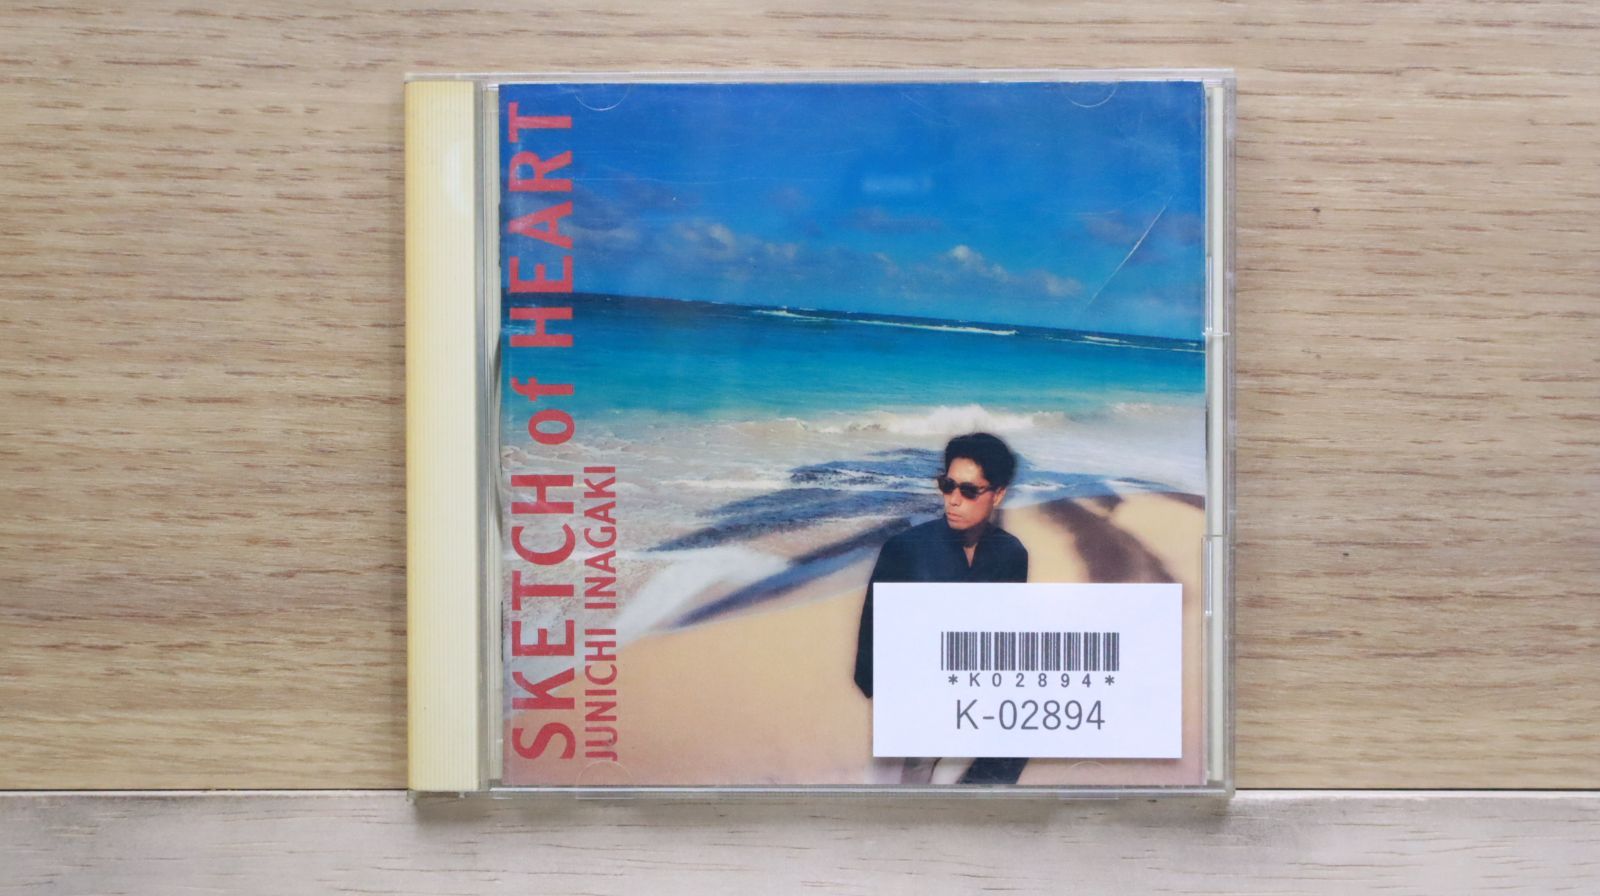 SKETCH of HEART
JUNICHI INAGAKI
*K02894*
K-02894